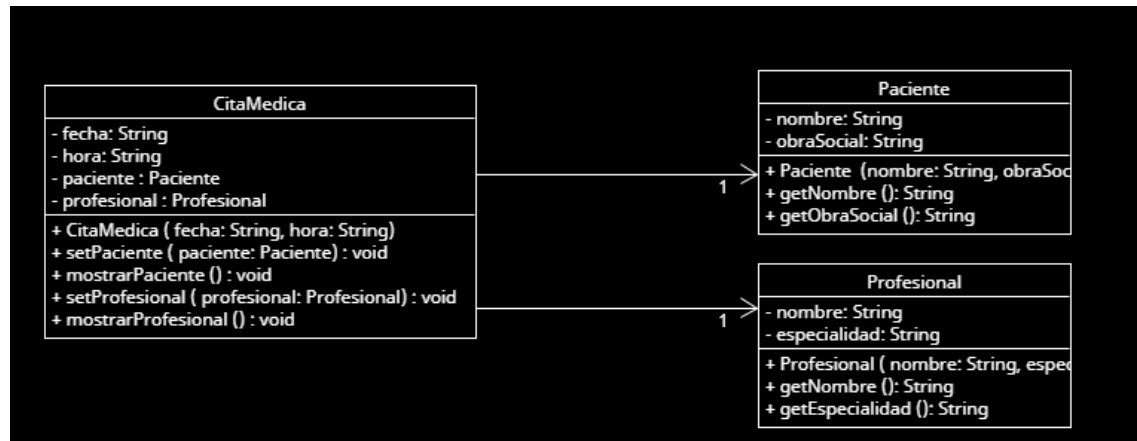 CitaMedica
- fecha: String
- hora: String
- paciente : Paciente
- profesional : Profesional
+ CitaMedica ( fecha: String, hora: String)
+ setPaciente ( paciente: Paciente) : void
+ mostrarPaciente () : void
+ setProfesional ( profesional: Profesional) : void
+ mostrarProfesional () : void
1
1
Paciente
- nombre: String
- obraSocial: String
+ Paciente (nombre: String, obraSoc
+ getNombre (): String
+ getObraSocial (): String
Profesional
- nombre: String
- especialidad: String
+ Profesional ( nombre: String, espec
+ getNombre (): String
+ getEspecialidad (): String